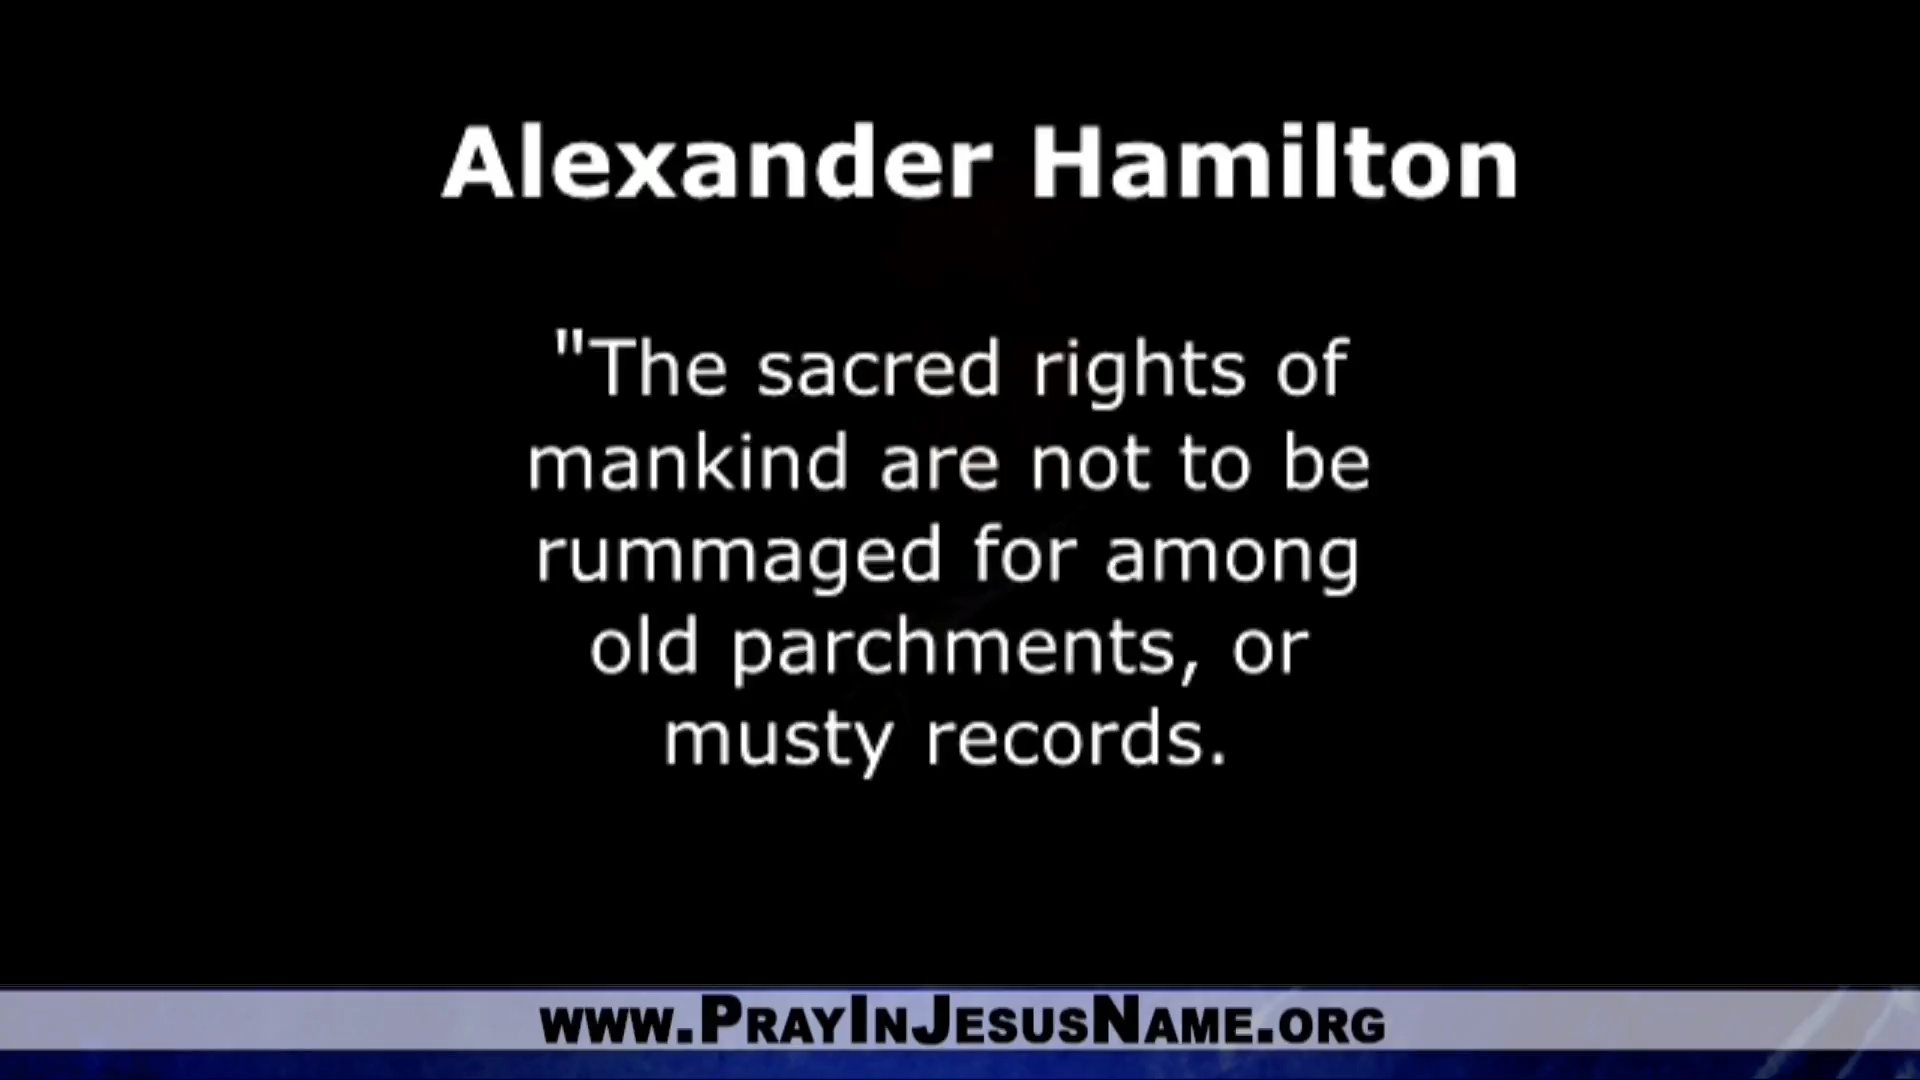 Alexander Hamilton
"The sacred rights of
mankind are not to be
rummaged for among
old parchments, or
musty records.
www.PrayInJesusName.org